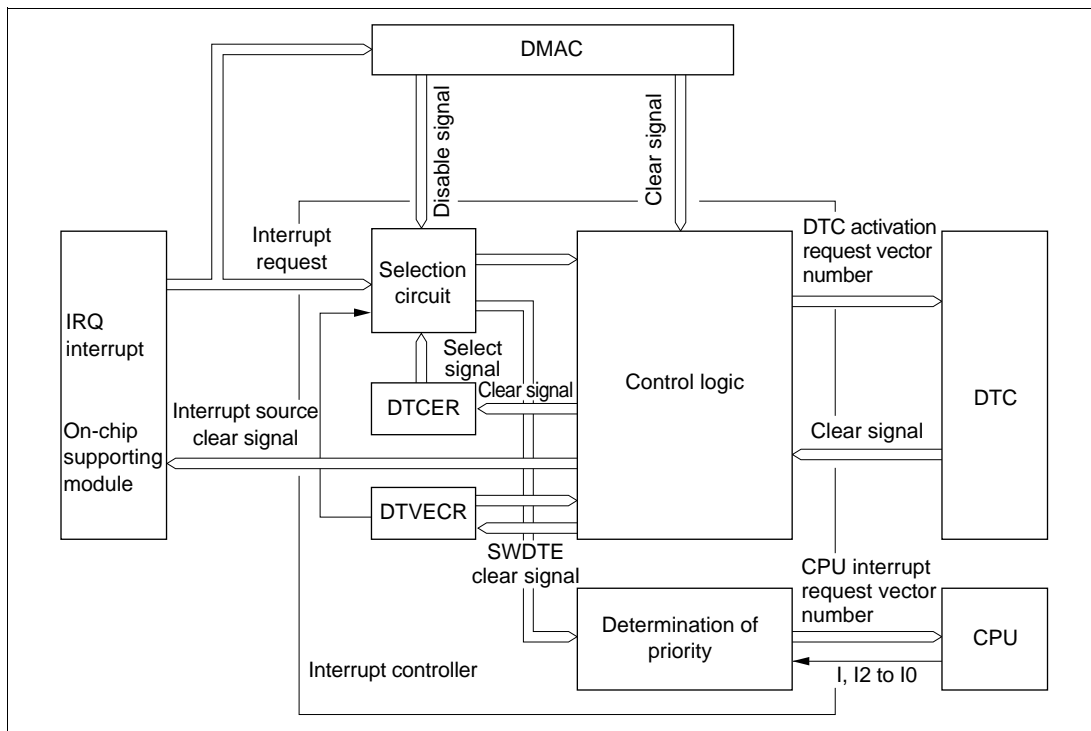 DMAC
Disable signal
Clear signal
Interrupt
request
Selection
circuit
DTC activation
request vector
number
IRQ
interrupt
On-chip
supporting
module
Select
signal
DTCER
Clear signal
Control logic
DTC
Interrupt source
clear signal
Clear signal
DTVECR
SWDTE
clear signal
CPU interrupt
request vector
number
Determination of
priority
CPU
I, I2 to I0
Interrupt controller